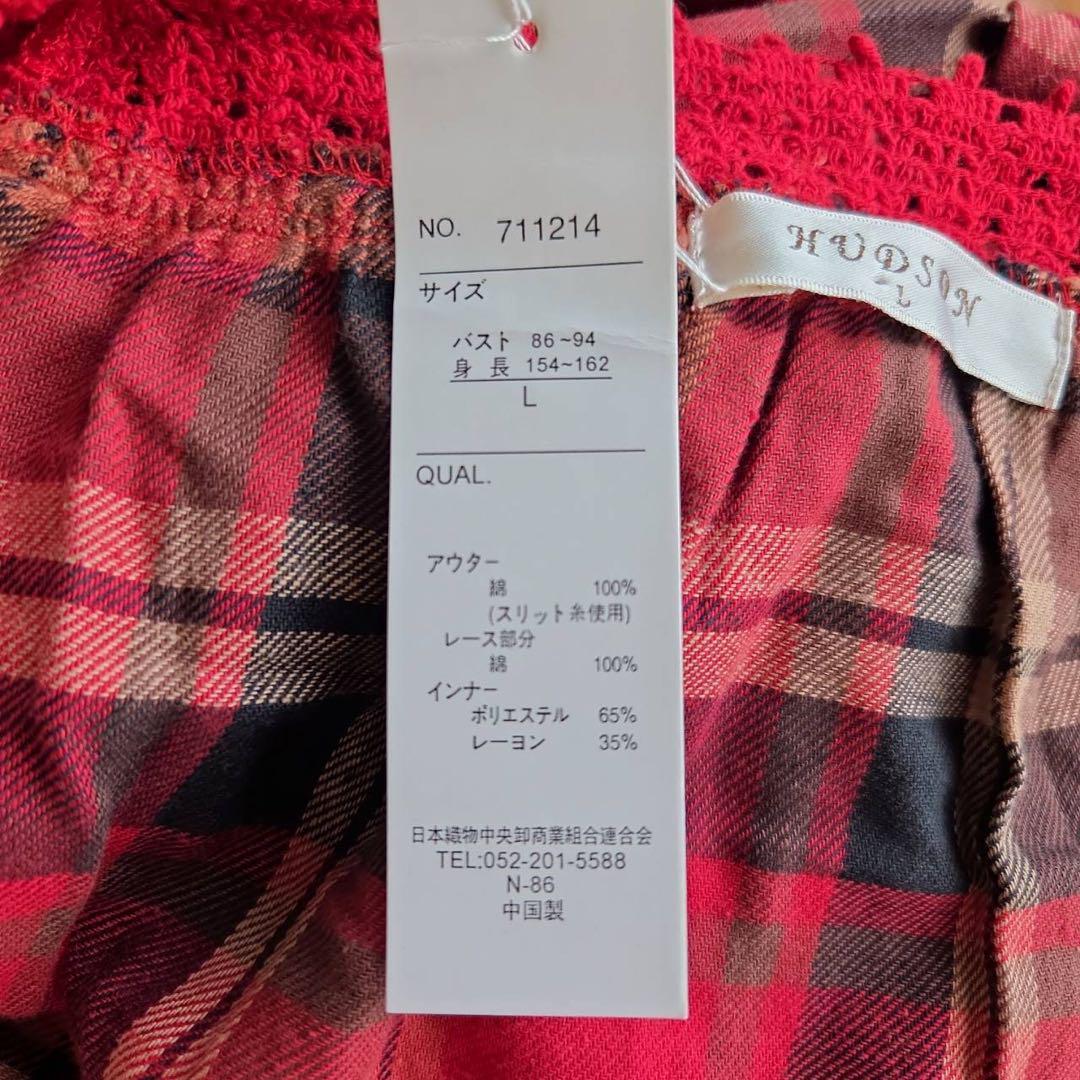 NO. 711214
サイズ
バスト 86~94
身長 154~162
L
QUAL.
アウター
綿 100%
(スリット糸使用)
レース部分
綿 100%
インナー
ポリエステル 65%
レーヨン 35%
日本織物中央卸商業組合連合会
TEL:052-201-5588
N-86
中国製
HUDSON
L